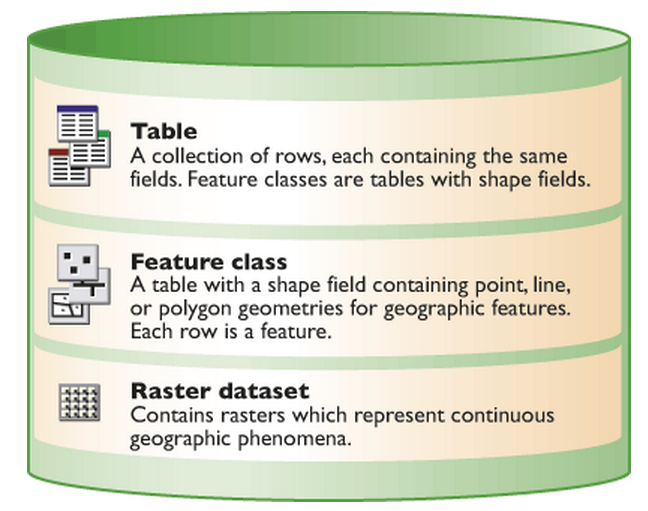 Table
A collection of rows, each containing the same
fields. Feature classes are tables with shape fields.
Feature class
A table with a shape field containing point, line,
or polygon geometries for geographic features.
Each row is a feature.
Raster dataset
Contains rasters which represent continuous
geographic phenomena.